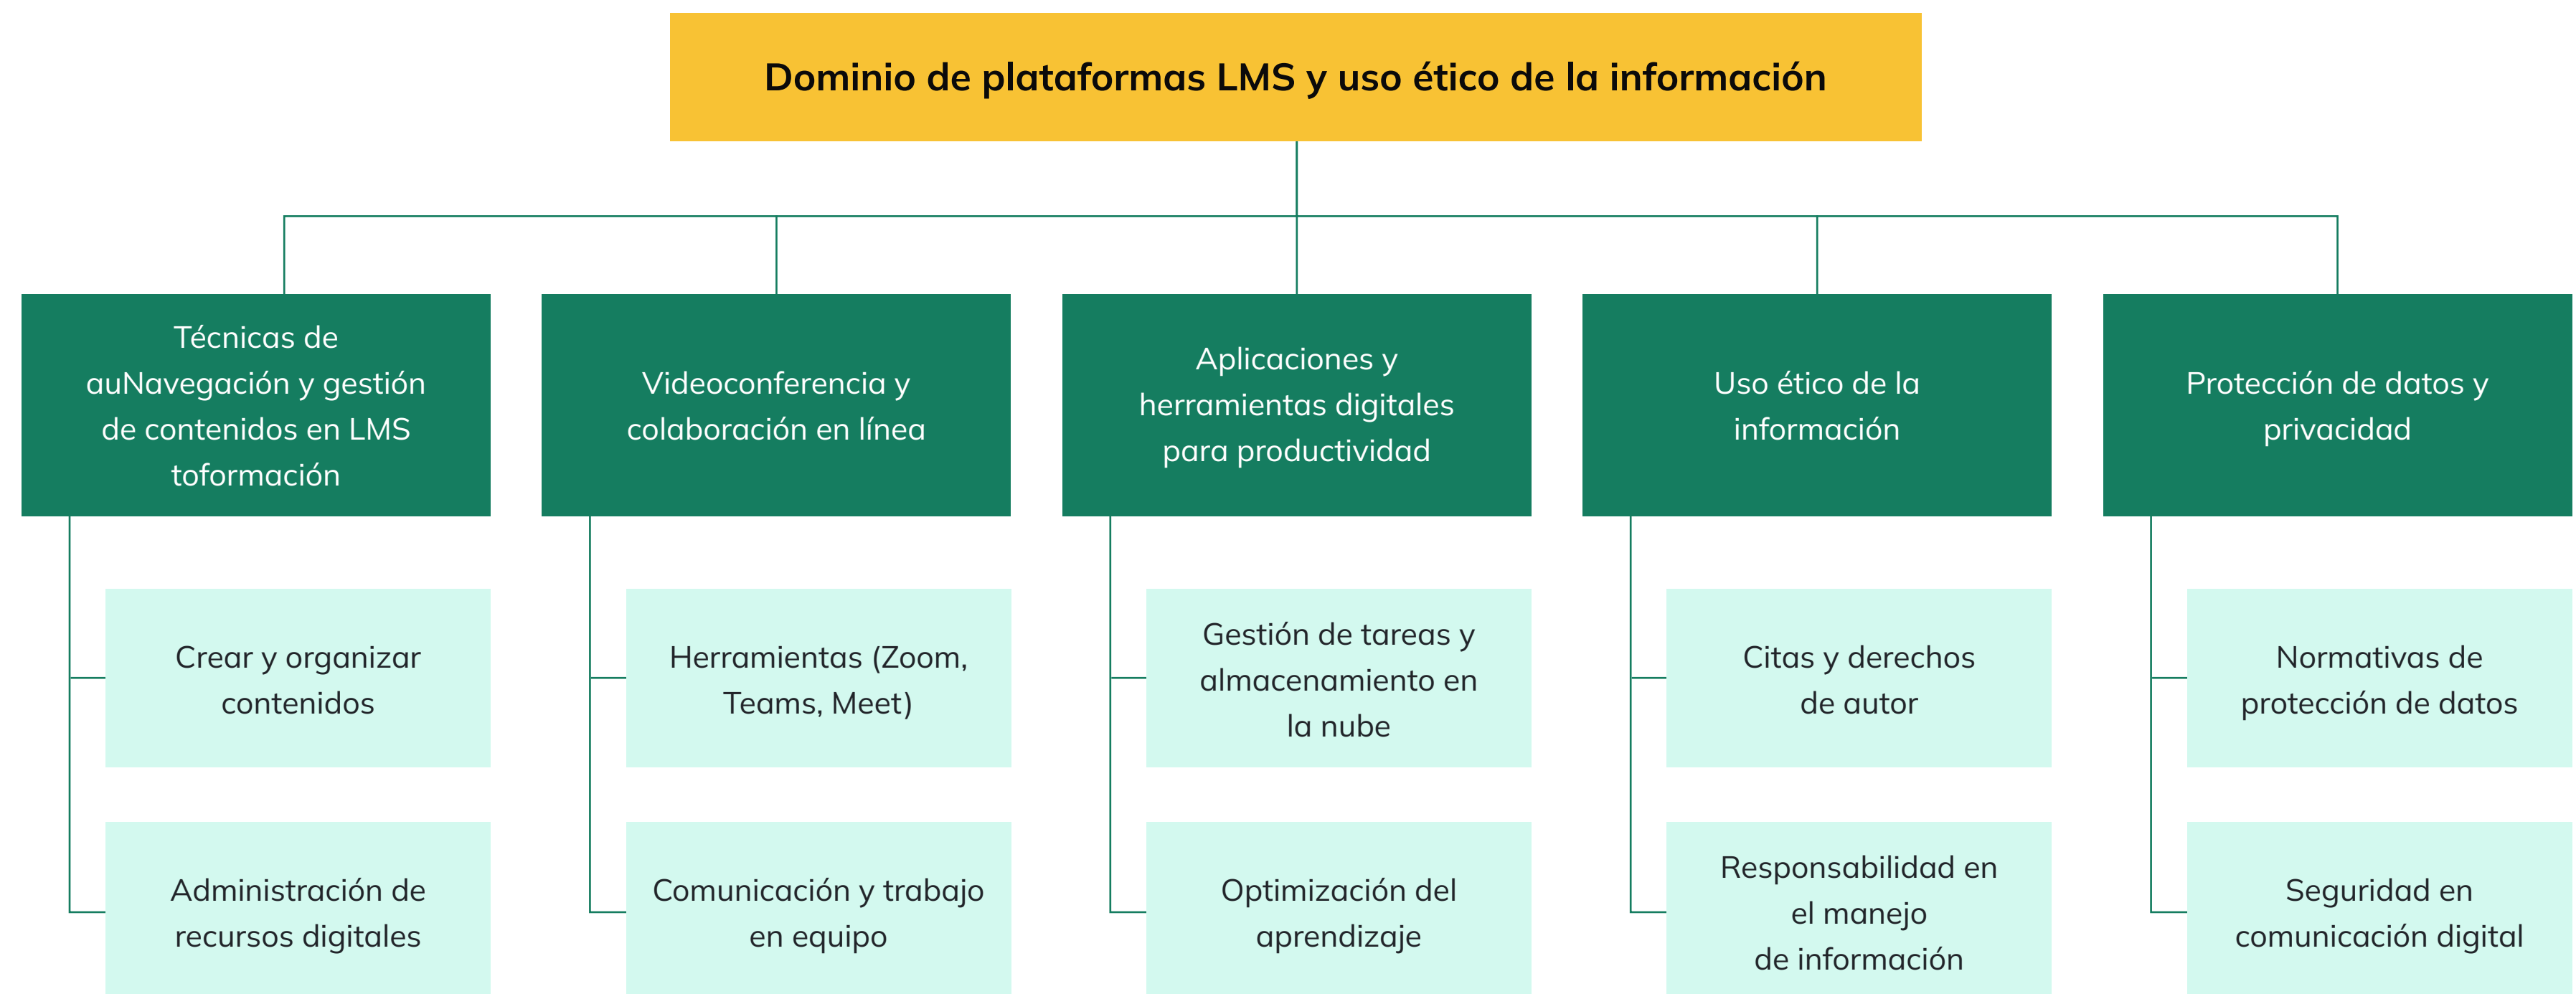 Dominio de plataformas LMS y uso ético de la información
Técnicas de
auNavegación y gestión
de contenidos en LMS
toformación
Crear y organizar
contenidos
Administración de
recursos digitales
Videoconferencia y
colaboración en línea
Herramientas (Zoom,
Teams, Meet)
Comunicación y trabajo
en equipo
Aplicaciones y
herramientas digitales
para productividad
Gestión de tareas y
almacenamiento en
la nube
Optimización del
aprendizaje
Uso ético de la
información
Citas y derechos
de autor
Responsabilidad en
el manejo
de información
Protección de datos y
privacidad
Normativas de
protección de datos
Seguridad en
comunicación digital